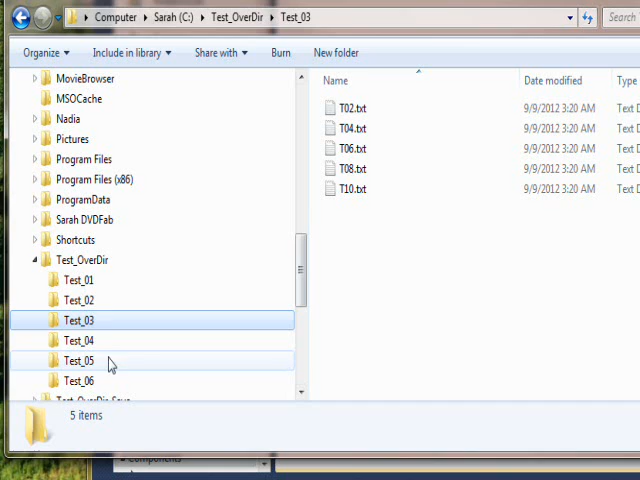 Computer Sarah (C:) Test_OverDir Test_03
Search
Organize Include in library Share with Burn New folder
MovieBrowser
MSOCache
Nadia
Pictures
Program Files
Program Files (x86)
ProgramData
Sarah DVDFab
Shortcuts
Test_OverDir
Test_01
Test_02
Test_03
Test_04
Test_05
Test_06
Test_OverDir Save
Name Date modified Type
T02.txt 9/9/2012 3:20 AM Text D
T04.txt 9/9/2012 3:20 AM Text D
T06.txt 9/9/2012 3:20 AM Text D
T08.txt 9/9/2012 3:20 AM Text D
T10.txt 9/9/2012 3:20 AM Text D
5 items
Components